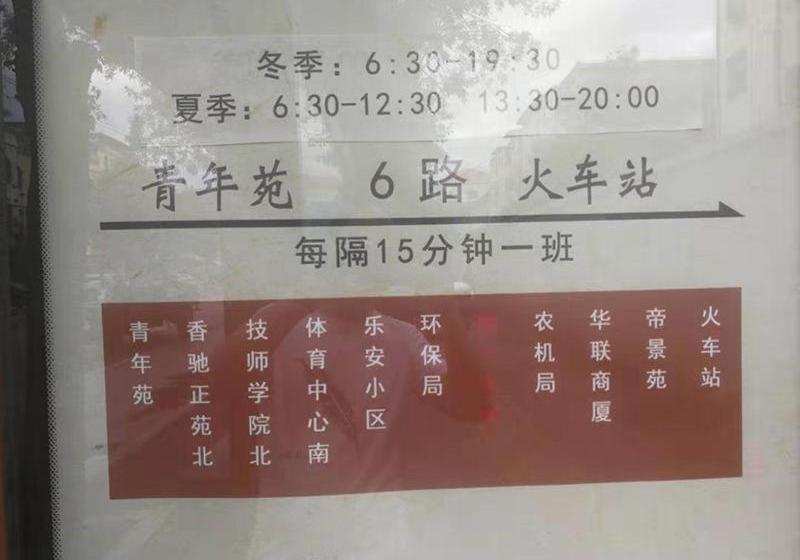 冬季：6:30-19:30
夏季：6:30-12:30 13:30-20:00
青年苑 6路 火车站
每隔15分钟一班
青年苑
香驰正苑北
技师学院北
体育中心南
乐安小区
环保局
农机局
华联商厦
帝景苑
火车站